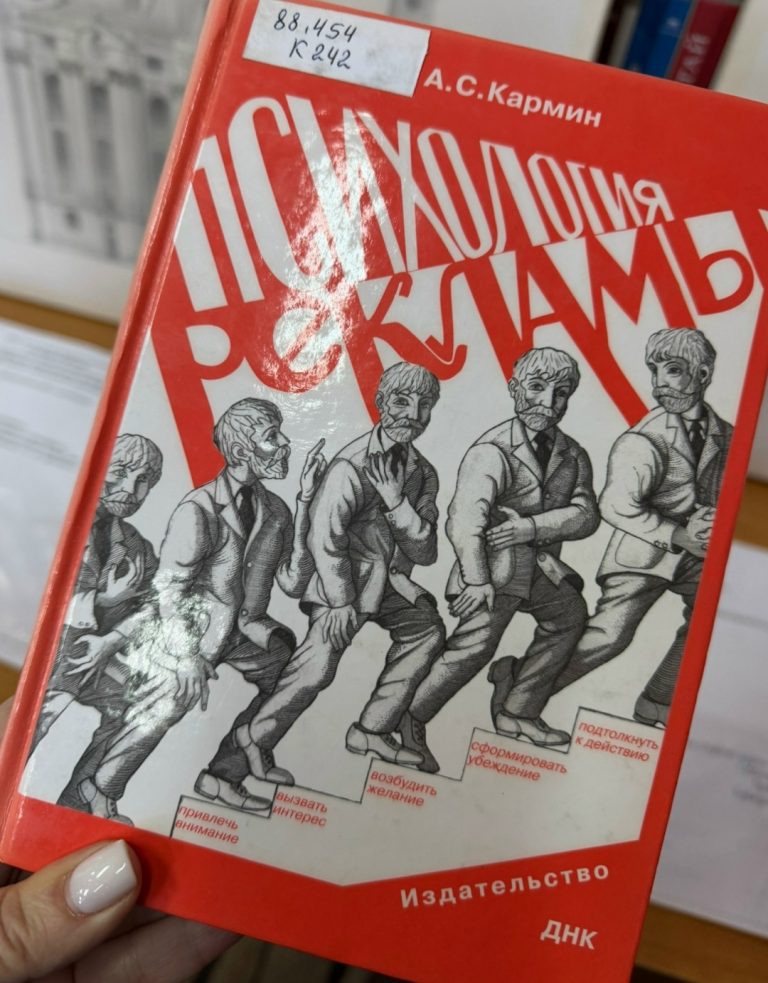 88.454
К 242
А.С.Кармин
ПСИХОЛОГИЯ
РЕКЛАМЫ
привлечь
внимание
вызвать
интерес
возбудить
желание
сформировать
убеждение
подтолкнуть
к действию
Издательство
ДНК